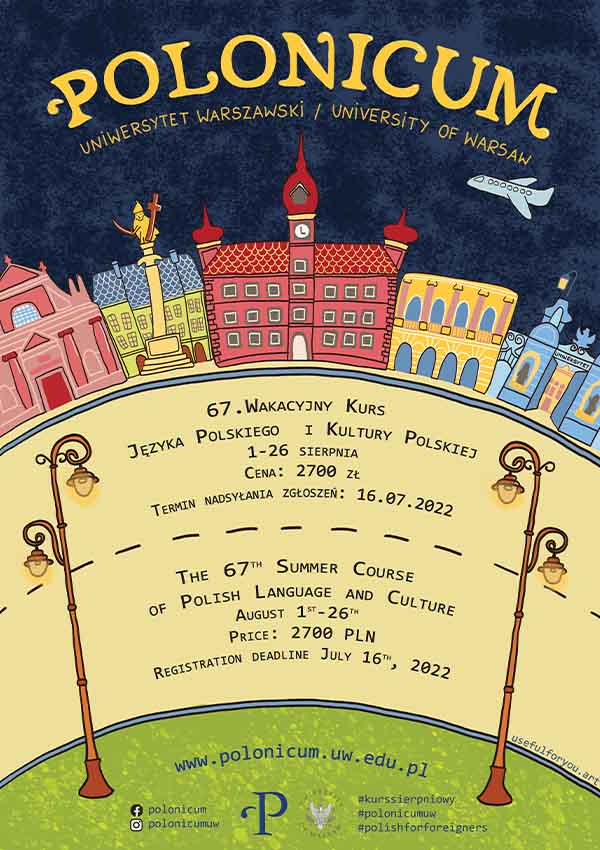 POLONICUM
UNIWERSYTET WARSZAWSKI / UNIVERSITY OF WARSAW
UNIWERSYTET
67. Wakacyjny Kurs
Języka Polskiego i Kultury Polskiej
1-26 sierpnia
Cena: 2700 zł
Termin nadsyłania zgłoszeń: 16.07.2022
The 67th Summer Course
of Polish Language and Culture
August 1st-26th
Price: 2700 PLN
Registration deadline July 16th, 2022
usefulforyou.art
www.polonicum.uw.edu.pl
polonicum
polonicumuw
P
#kurssierpniowy
#polonicumuw
#polishforforeigners